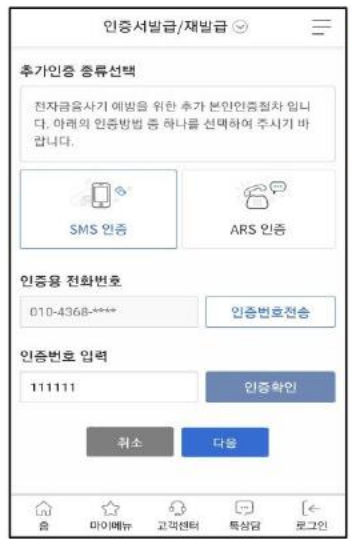 인증서발급/재발급
추가인증 종류선택
전자금융사기 예방을 위한 추가 본인인증절차 입니
다. 아래의 인증방법 중 하나를 선택하여 주시기 바
랍니다.
SMS 인증
ARS 인증
인증용 전화번호
010-4368-****
인증번호전송
인증번호 입력
111111
인증확인
취소
다음
홈
마이메뉴
고객센터
톡상담
로그인